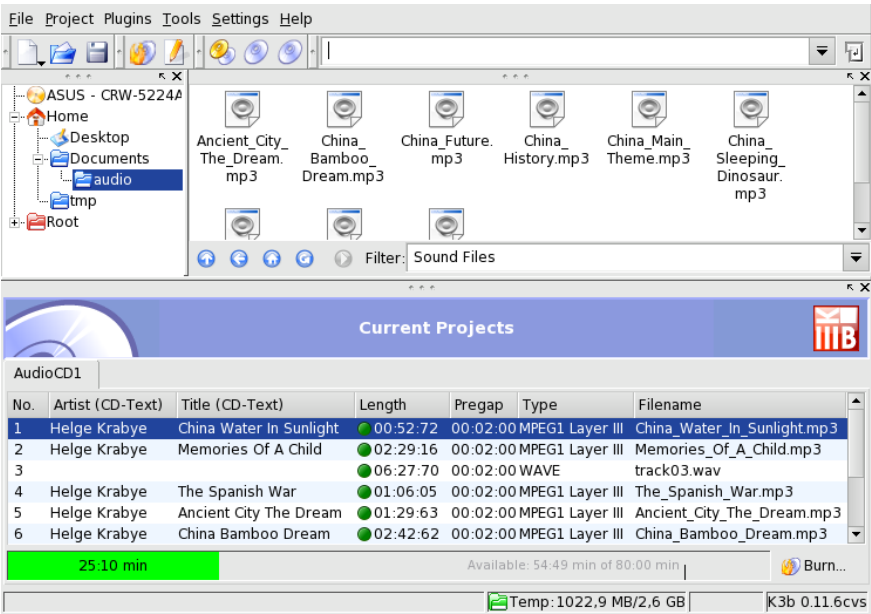 File Project Plugins Tools Settings Help
ASUS - CRW-5224A
Home
Desktop
Documents
audio
tmp
Root
Ancient_City_
The_Dream.
mp3
China_
Bamboo_
Dream.mp3
China_Future.
mp3
China_
History.mp3
China_Main_
Theme.mp3
China_
Sleeping_
Dinosaur.
mp3
Filter: Sound Files
Current Projects
K3B
AudioCD1
No. Artist (CD-Text) Title (CD-Text) Length Pregap Type Filename
1 Helge Krabye China Water In Sunlight 00:52:72 00:02:00 MPEG1 Layer III China_Water_In_Sunlight.mp3
2 Helge Krabye Memories Of A Child 02:29:16 00:02:00 MPEG1 Layer III Memories_Of_A_Child.mp3
3 06:27:70 00:02:00 WAVE track03.wav
4 Helge Krabye The Spanish War 01:06:05 00:02:00 MPEG1 Layer III The_Spanish_War.mp3
5 Helge Krabye Ancient City The Dream 01:29:63 00:02:00 MPEG1 Layer III Ancient_City_The_Dream.mp3
6 Helge Krabye China Bamboo Dream 02:42:62 00:02:00 MPEG1 Layer III China_Bamboo_Dream.mp3
25:10 min Available: 54:49 min of 80:00 min Burn...
Temp: 1022,9 MB/2,6 GB K3b 0.11.6cvs